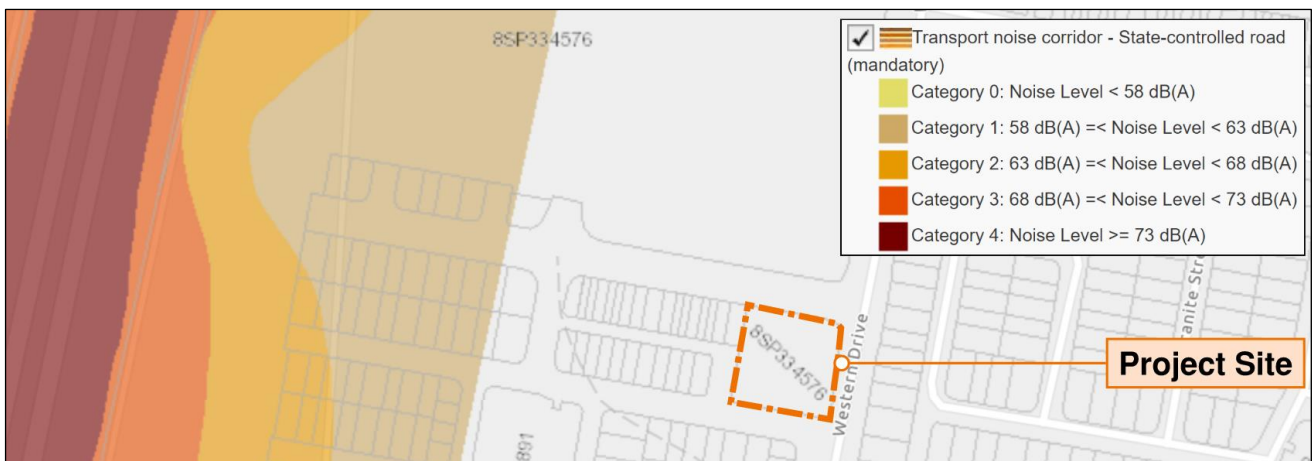 8SP334576
Transport noise corridor - State-controlled road
(mandatory)
Category 0: Noise Level < 58 dB(A)
Category 1: 58 dB(A) =< Noise Level < 63 dB(A)
Category 2: 63 dB(A) =< Noise Level < 68 dB(A)
Category 3: 68 dB(A) =< Noise Level < 73 dB(A)
Category 4: Noise Level >= 73 dB(A)
8SP334576
Western Drive
Project Site
891